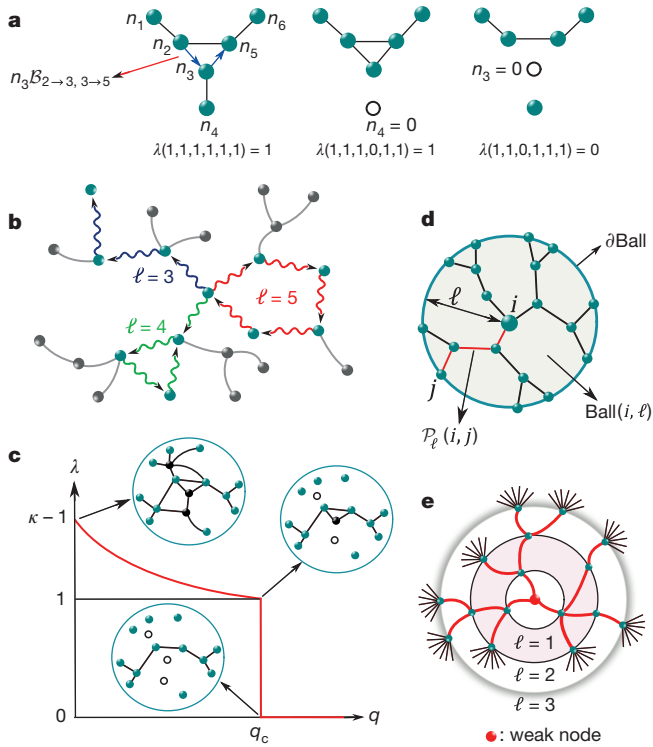 a
n₁
n₆
n₂
n₅
n₃
n₃ℬ₂→₃, ₃→₅
n₄
λ(1,1,1,1,1,1) = 1
n₄ = 0
λ(1,1,1,0,1,1) = 1
n₃ = 0
λ(1,1,0,1,1,1) = 0
b
ℓ = 3
ℓ = 5
ℓ = 4
c
λ
κ − 1
1
0
q_c
q
d
∂Ball
ℓ
i
j
Ball(i, ℓ)
𝒫_ℓ(i, j)
e
ℓ = 1
ℓ = 2
ℓ = 3
: weak node